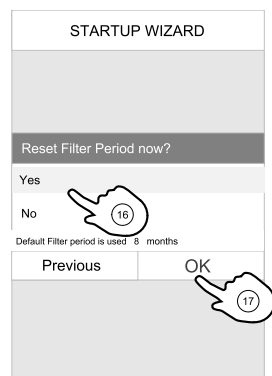 STARTUP WIZARD
Reset Filter Period now?
Yes
16
No
Default Filter period is used 8 months
Previous OK
17